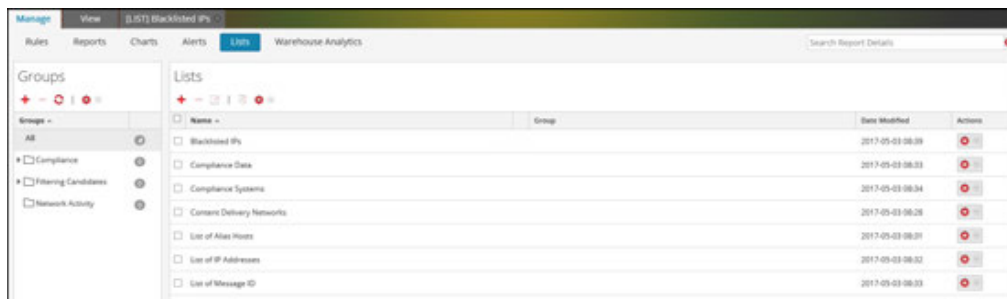 Manage View [LIST] Blacklisted IPs
Rules Reports Charts Alerts Lists Warehouse Analytics Search Report Details
Groups Lists
Groups Name Group Date Modified Actions
All Blacklisted IPs 2017-05-03 08:39
Compliance Compliance Data 2017-05-03 08:33
Filtering Candidates Compliance Systems 2017-05-03 08:34
Network Activity Content Delivery Networks 2017-05-03 08:28
List of Alias Hosts 2017-05-03 08:31
List of IP Addresses 2017-05-03 08:32
List of Message ID 2017-05-03 08:33